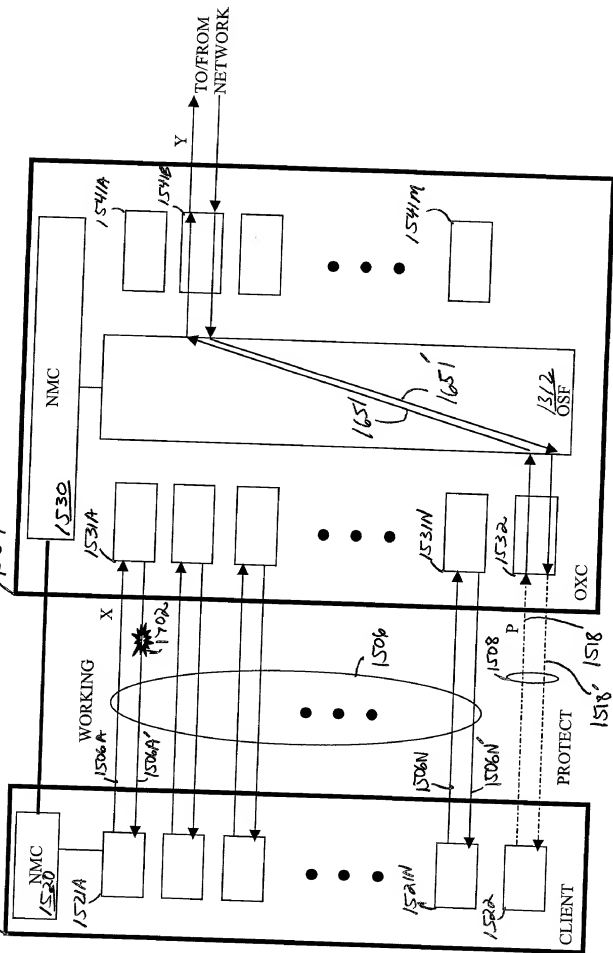 NMC
1520
1521A
1521N
1522
CLIENT
WORKING
1506A
1506A'
X
1702
1506
1506N
1506N'
1508
P
1518
1518'
PROTECT
NMC
1530
1531A
1531N
1532
OXC
1651
1651'
1312
OSF
1541A
1541B
1541M
Y
TO/FROM
NETWORK